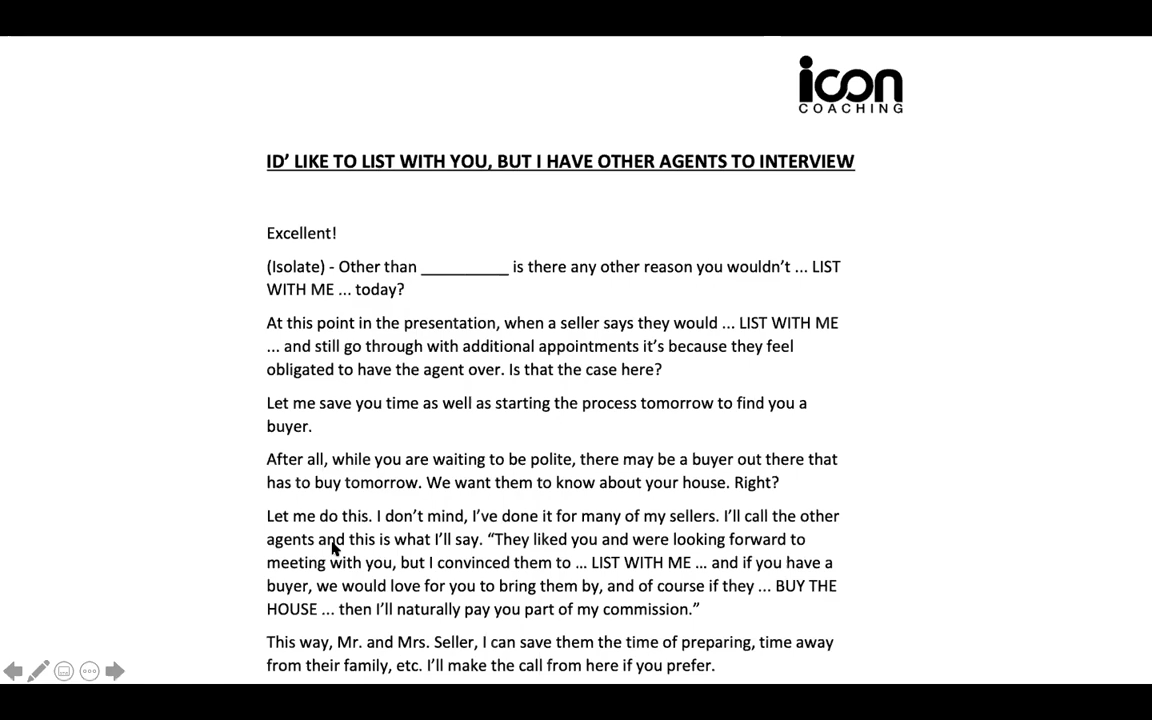 icon
COACHING
ID' LIKE TO LIST WITH YOU, BUT I HAVE OTHER AGENTS TO INTERVIEW
Excellent!
(Isolate) - Other than __________ is there any other reason you wouldn't ... LIST
WITH ME ... today?
At this point in the presentation, when a seller says they would ... LIST WITH ME
... and still go through with additional appointments it's because they feel
obligated to have the agent over. Is that the case here?
Let me save you time as well as starting the process tomorrow to find you a
buyer.
After all, while you are waiting to be polite, there may be a buyer out there that
has to buy tomorrow. We want them to know about your house. Right?
Let me do this. I don't mind, I've done it for many of my sellers. I'll call the other
agents and this is what I'll say. “They liked you and were looking forward to
meeting with you, but I convinced them to ... LIST WITH ME ... and if you have a
buyer, we would love for you to bring them by, and of course if they ... BUY THE
HOUSE ... then I'll naturally pay you part of my commission.”
This way, Mr. and Mrs. Seller, I can save them the time of preparing, time away
from their family, etc. I'll make the call from here if you prefer.